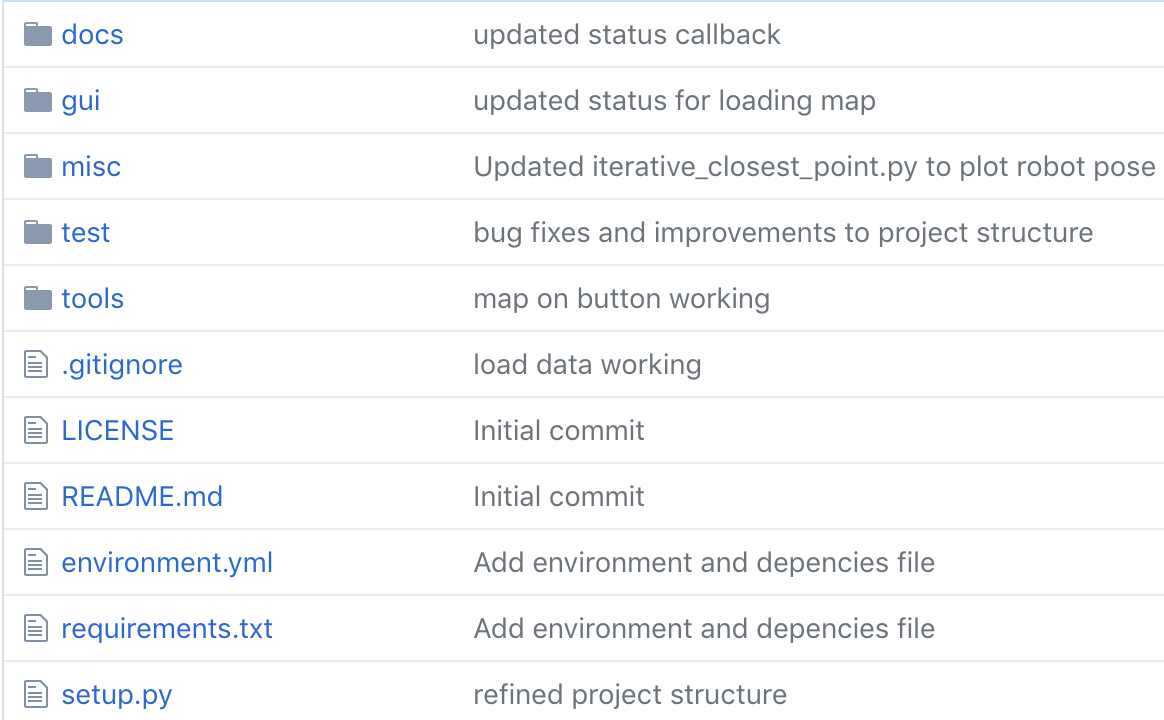 docs updated status callback
gui updated status for loading map
misc Updated iterative_closest_point.py to plot robot pose
test bug fixes and improvements to project structure
tools map on button working
.gitignore load data working
LICENSE Initial commit
README.md Initial commit
environment.yml Add environment and depencies file
requirements.txt Add environment and depencies file
setup.py refined project structure